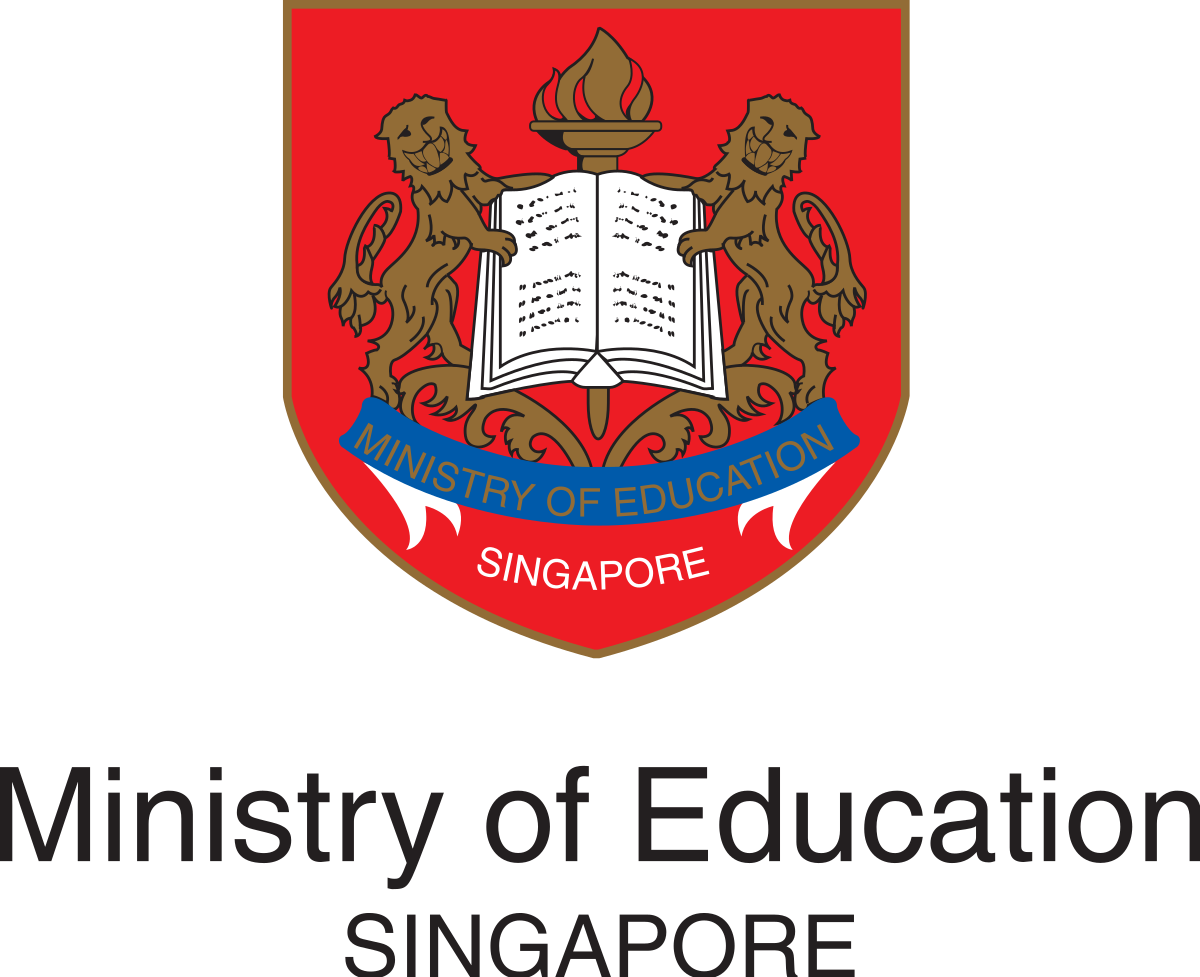 MINISTRY OF EDUCATION
SINGAPORE
Ministry of Education
SINGAPORE